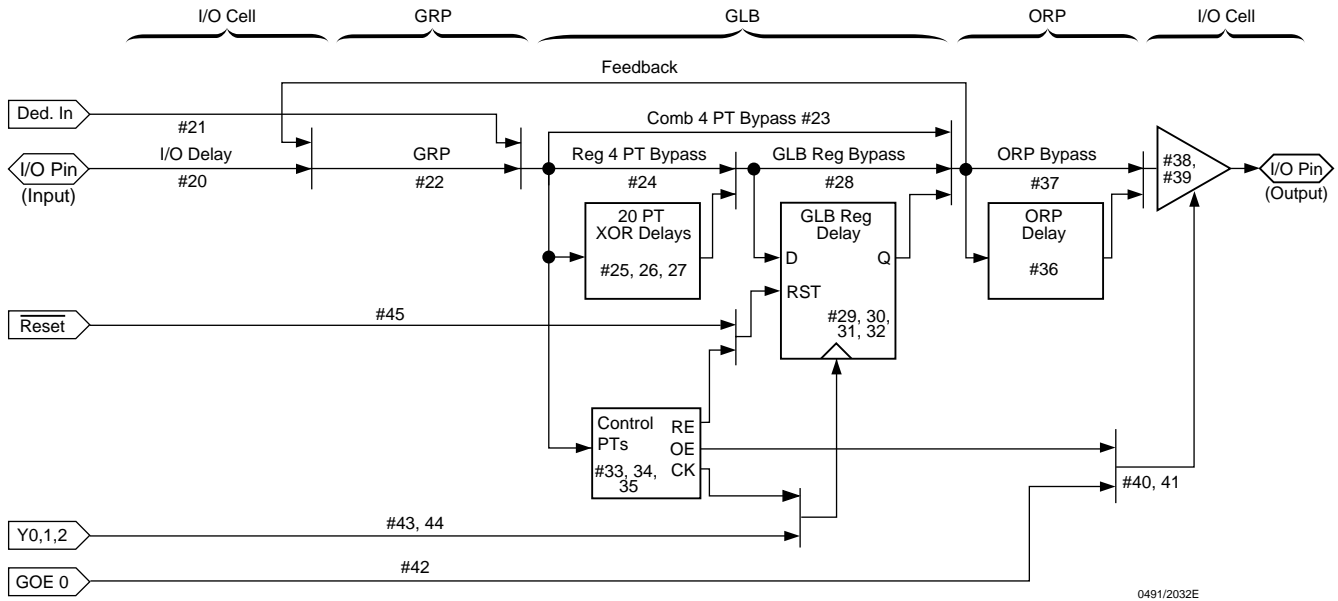 I/O Cell
GRP
GLB
ORP
I/O Cell
Feedback
Ded. In
#21
Comb 4 PT Bypass #23
I/O Pin
(Input)
I/O Delay
#20
GRP
#22
Reg 4 PT Bypass
#24
GLB Reg Bypass
#28
ORP Bypass
#37
#38,
#39
I/O Pin
(Output)
20 PT
XOR Delays
#25, 26, 27
GLB Reg
Delay
D
Q
RST
#29, 30,
31, 32
ORP
Delay
#36
Reset
#45
Control
PTs
#33, 34,
35
RE
OE
CK
#40, 41
Y0,1,2
#43, 44
GOE 0
#42
0491/2032E